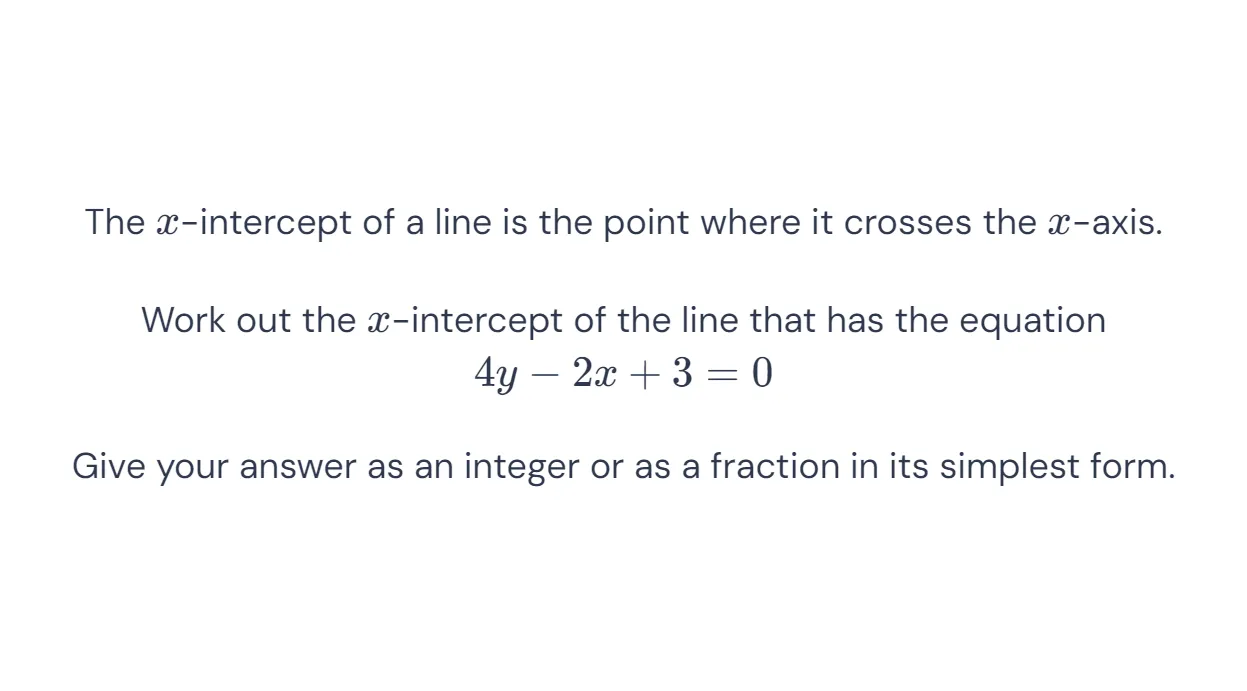 The x-intercept of a line is the point where it crosses the x-axis.
Work out the x-intercept of the line that has the equation
4y − 2x + 3 = 0
Give your answer as an integer or as a fraction in its simplest form.